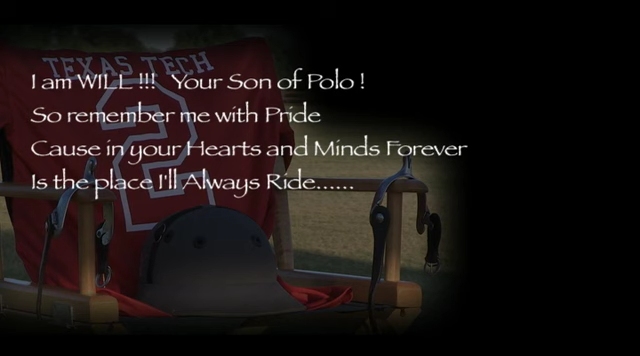 TEXAS TECH
2
I am WILL !!!   Your Son of Polo !
So remember me with Pride
Cause in your Hearts and Minds Forever
Is the place I'll Always Ride......